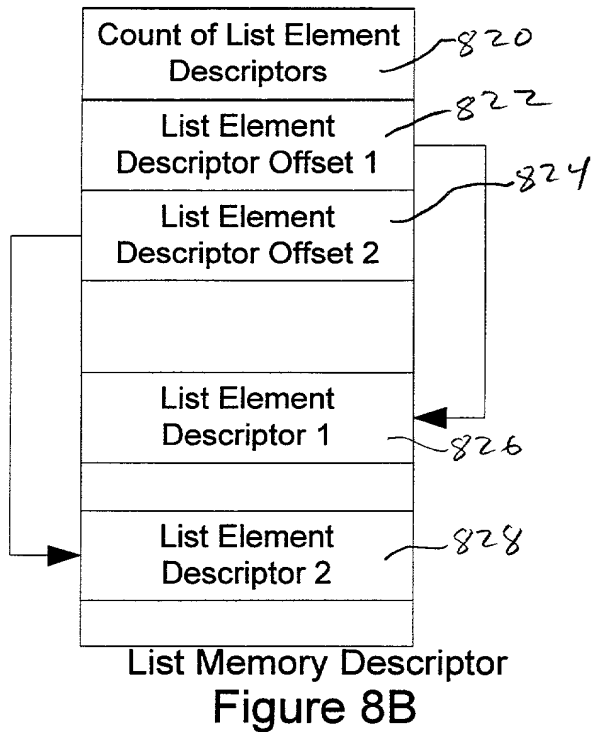 Count of List Element
Descriptors
820
List Element
Descriptor Offset 1
822
List Element
Descriptor Offset 2
824
List Element
Descriptor 1
826
List Element
Descriptor 2
828
List Memory Descriptor
Figure 8B